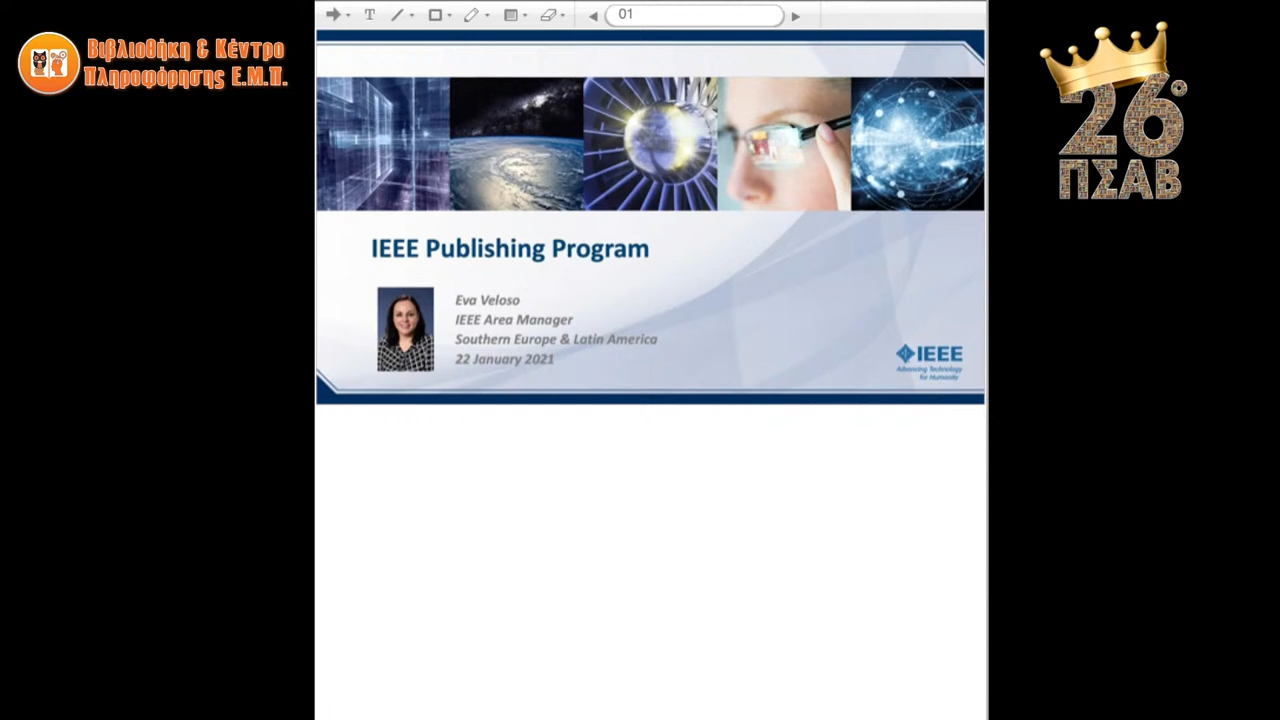 Βιβλιοθήκη & Κέντρο
Πληροφόρησης Ε.Μ.Π.
T
01
26ο
ΠΣΑΒ
IEEE Publishing Program
Eva Veloso
IEEE Area Manager
Southern Europe & Latin America
22 January 2021
IEEE
Advancing Technology
for Humanity